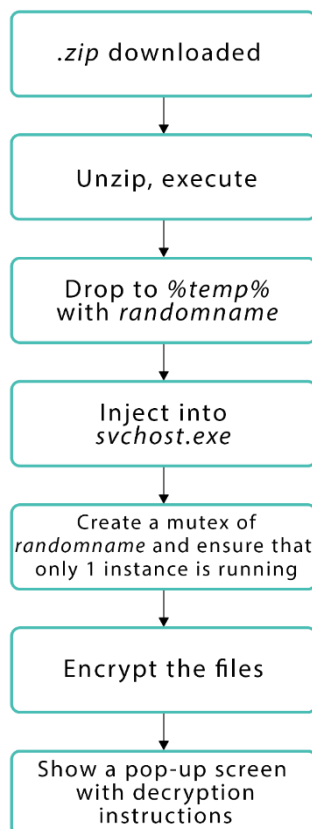 .zip downloaded
Unzip, execute
Drop to %temp%
with randomname
Inject into
svchost.exe
Create a mutex of
randomname and ensure that
only 1 instance is running
Encrypt the files
Show a pop-up screen
with decryption
instructions